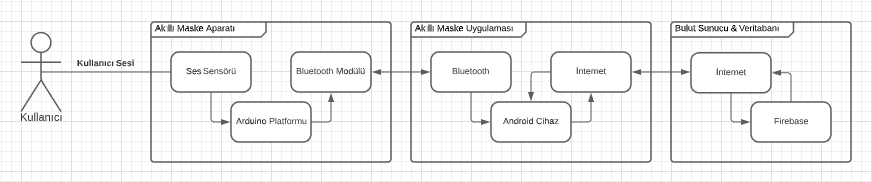 Akıllı Maske Aparatı
Akıllı Maske Uygulaması
Bulut Sunucu & Veritabanı
Kullanıcı Sesi
Ses Sensörü
Bluetooth Modülü
Bluetooth
İnternet
İnternet
Arduino Platformu
Android Cihaz
Firebase
Kullanıcı